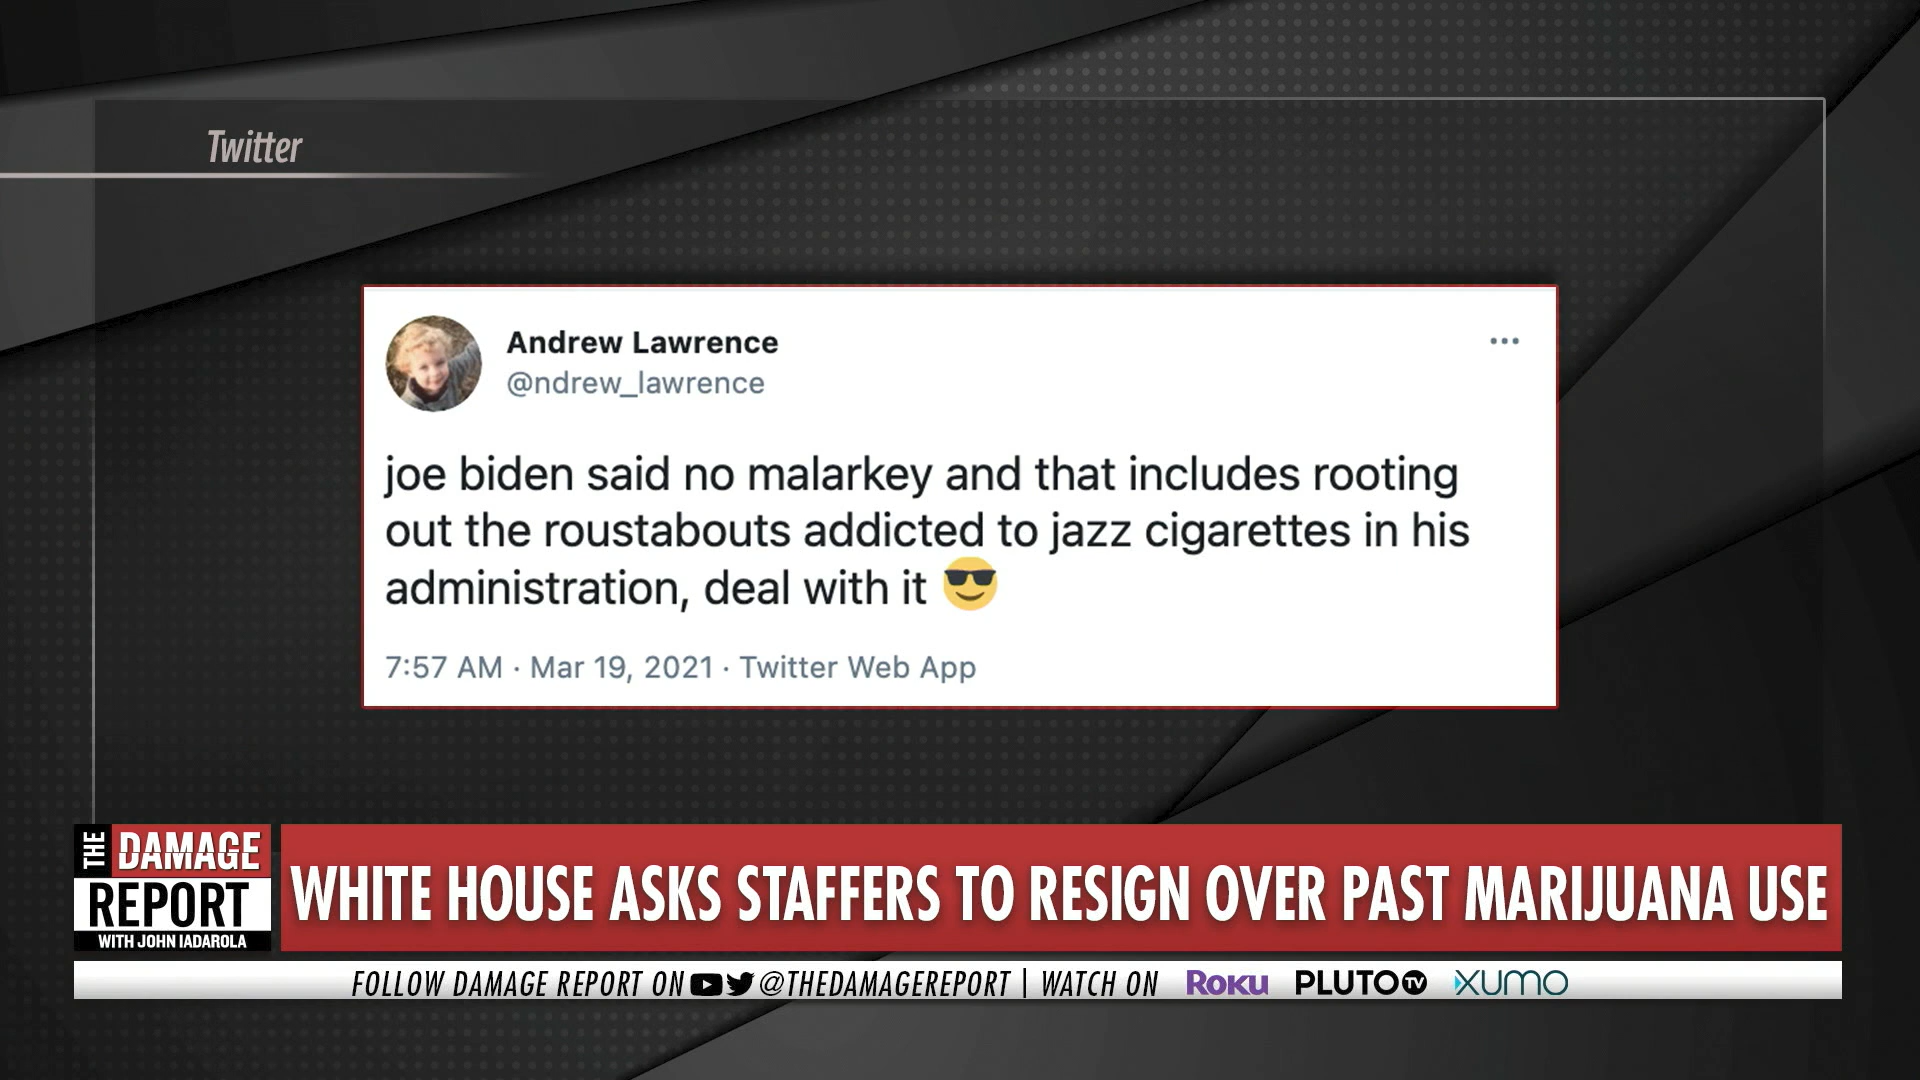 Twitter
Andrew Lawrence
@ndrew_lawrence
joe biden said no malarkey and that includes rooting
out the roustabouts addicted to jazz cigarettes in his
administration, deal with it 😎
7:57 AM · Mar 19, 2021 · Twitter Web App
THE DAMAGE
REPORT
WITH JOHN IADAROLA
WHITE HOUSE ASKS STAFFERS TO RESIGN OVER PAST MARIJUANA USE
FOLLOW DAMAGE REPORT ON @THEDAMAGEREPORT | WATCH ON ROKU PLUTO TV XUMO